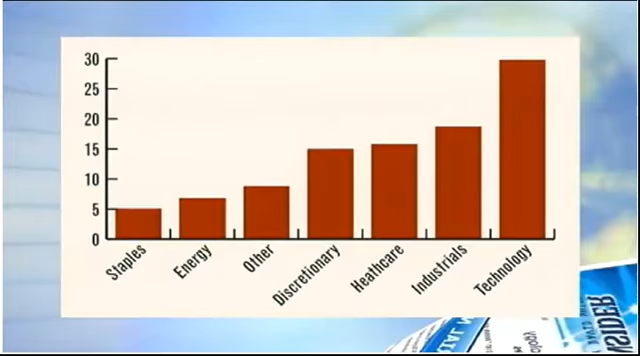 30
25
20
15
10
5
0
Staples
Energy
Other
Discretionary
Heathcare
Industrials
Technology